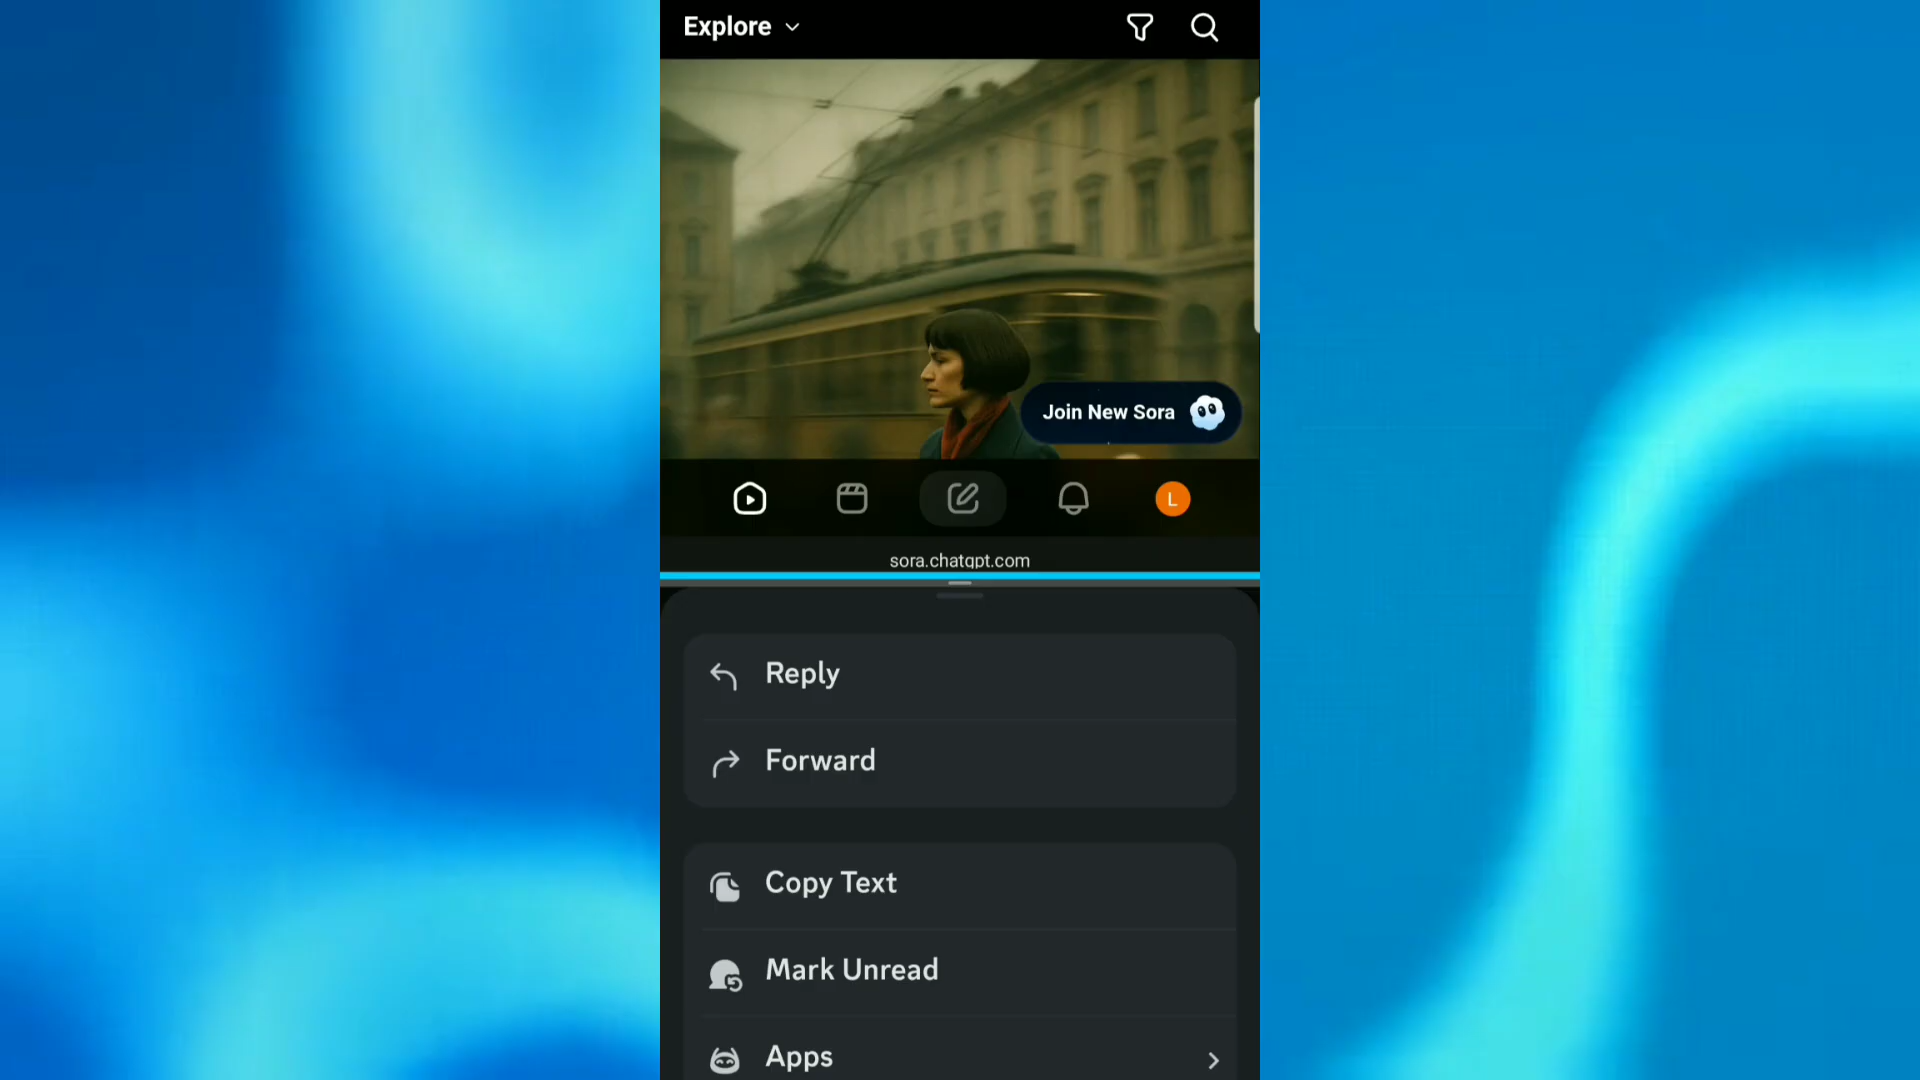 Explore
Join New Sora
L
sora.chatgpt.com
Reply
Forward
Copy Text
Mark Unread
Apps